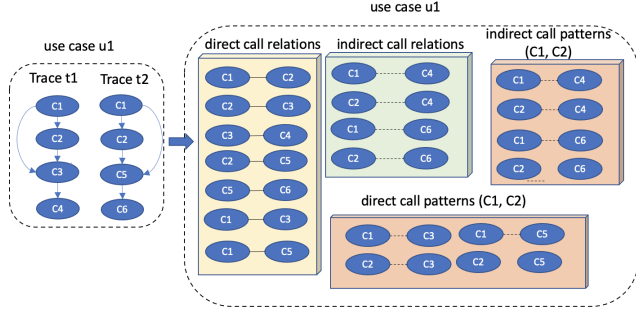 use case u1
use case u1
Trace t1 Trace t2
C1 C1
C2 C2
C3 C5
C4 C6
direct call relations
C1 C2
C2 C3
C3 C4
C2 C5
C5 C6
C1 C3
C1 C5
indirect call relations
C1 C4
C2 C4
C1 C6
C2 C6
indirect call patterns
(C1, C2)
C1 C4
C2 C4
C1 C6
C2 C6
direct call patterns (C1, C2)
C1 C3 C1 C5
C2 C3 C2 C5